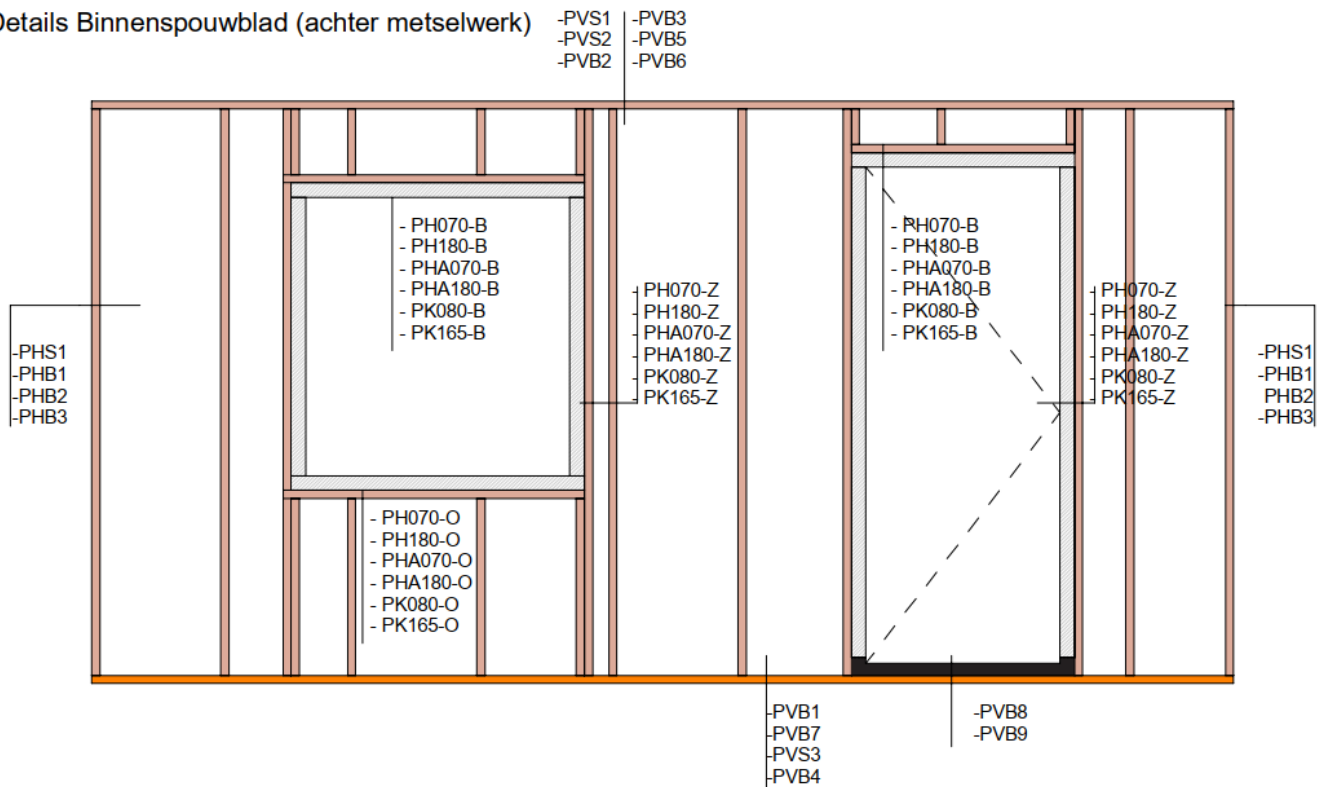 Details Binnenspouwblad (achter metselwerk)
-PVS1
-PVS2
-PVB2
-PVB3
-PVB5
-PVB6
- PH070-B
- PH180-B
- PHA070-B
- PHA180-B
- PK080-B
- PK165-B
- PH070-Z
- PH180-Z
- PHA070-Z
- PHA180-Z
- PK080-Z
- PK165-Z
- PH070-B
- PH180-B
- PHA070-B
- PHA180-B
- PK080-B
- PK165-B
- PH070-Z
- PH180-Z
- PHA070-Z
- PHA180-Z
- PK080-Z
- PK165-Z
-PHS1
-PHB1
-PHB2
-PHB3
-PHS1
-PHB1
PHB2
-PHB3
- PH070-O
- PH180-O
- PHA070-O
- PHA180-O
- PK080-O
- PK165-O
-PVB1
-PVB7
-PVS3
-PVB4
-PVB8
-PVB9